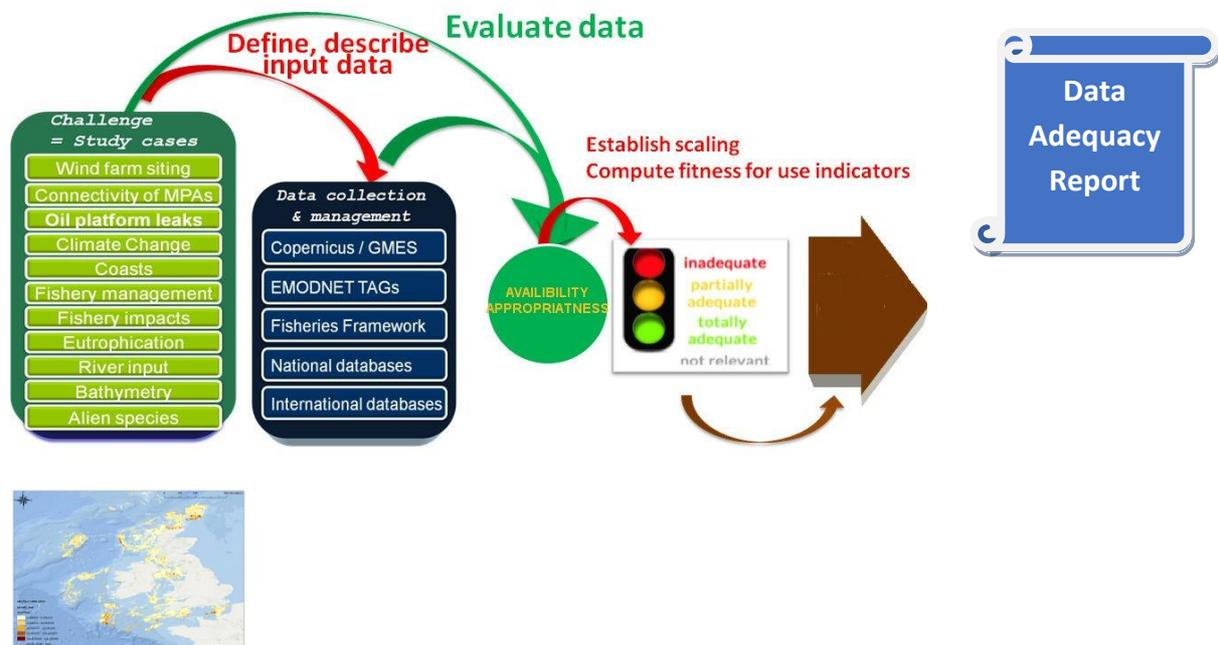 Evaluate data
Define, describe
input data
Challenge
= Study cases
Wind farm siting
Connectivity of MPAs
Oil platform leaks
Climate Change
Coasts
Fishery management
Fishery impacts
Eutrophication
River input
Bathymetry
Alien species
Data collection
& management
Copernicus / GMES
EMODNET TAGs
Fisheries Framework
National databases
International databases
AVAILIBILITY
APPROPRIATNESS
Establish scaling
Compute fitness for use indicators
inadequate
partially
adequate
totally
adequate
not relevant
Data
Adequacy
Report